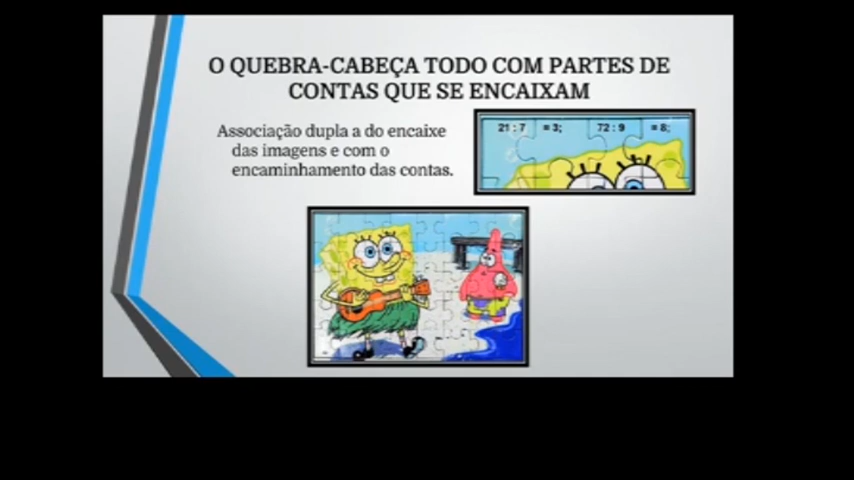 O QUEBRA-CABEÇA TODO COM PARTES DE
CONTAS QUE SE ENCAIXAM
Associação dupla a do encaixe
das imagens e com o
encaminhamento das contas.
21 : 7 = 3; 72 : 9 = 8;